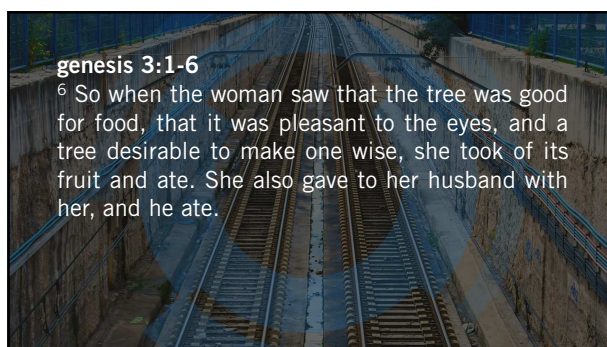 genesis 3:1-6
6 So when the woman saw that the tree was good
for food, that it was pleasant to the eyes, and a
tree desirable to make one wise, she took of its
fruit and ate. She also gave to her husband with
her, and he ate.